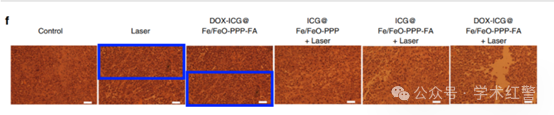 f
Control
Laser
DOX-ICG@
Fe/FeO-PPP-FA
ICG@
Fe/FeO-PPP
+ Laser
ICG@
Fe/FeO-PPP-FA
+ Laser
DOX-ICG@
Fe/FeO-PPP-FA
+ Laser
公众号 · 学术红警